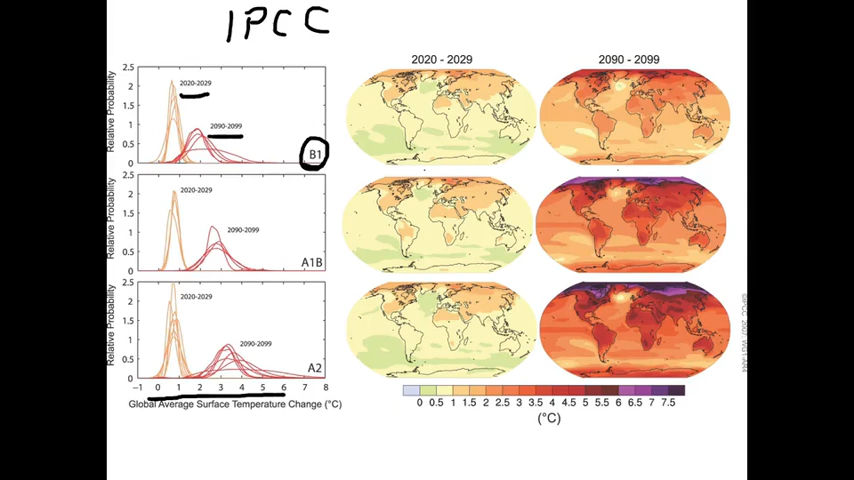 IPCC
2020 - 2029
2090 - 2099
2.5
2
1.5
1
0.5
0
Relative Probability
2020-2029
2090-2099
B1
2.5
2
1.5
1
0.5
0
Relative Probability
2020-2029
2090-2099
A1B
2.5
2
1.5
1
0.5
0
Relative Probability
2020-2029
2090-2099
A2
−1 0 1 2 3 4 5 6 7 8
Global Average Surface Temperature Change (°C)
0 0.5 1 1.5 2 2.5 3 3.5 4 4.5 5 5.5 6 6.5 7 7.5
(°C)
©IPCC 2007: WG1-AR4